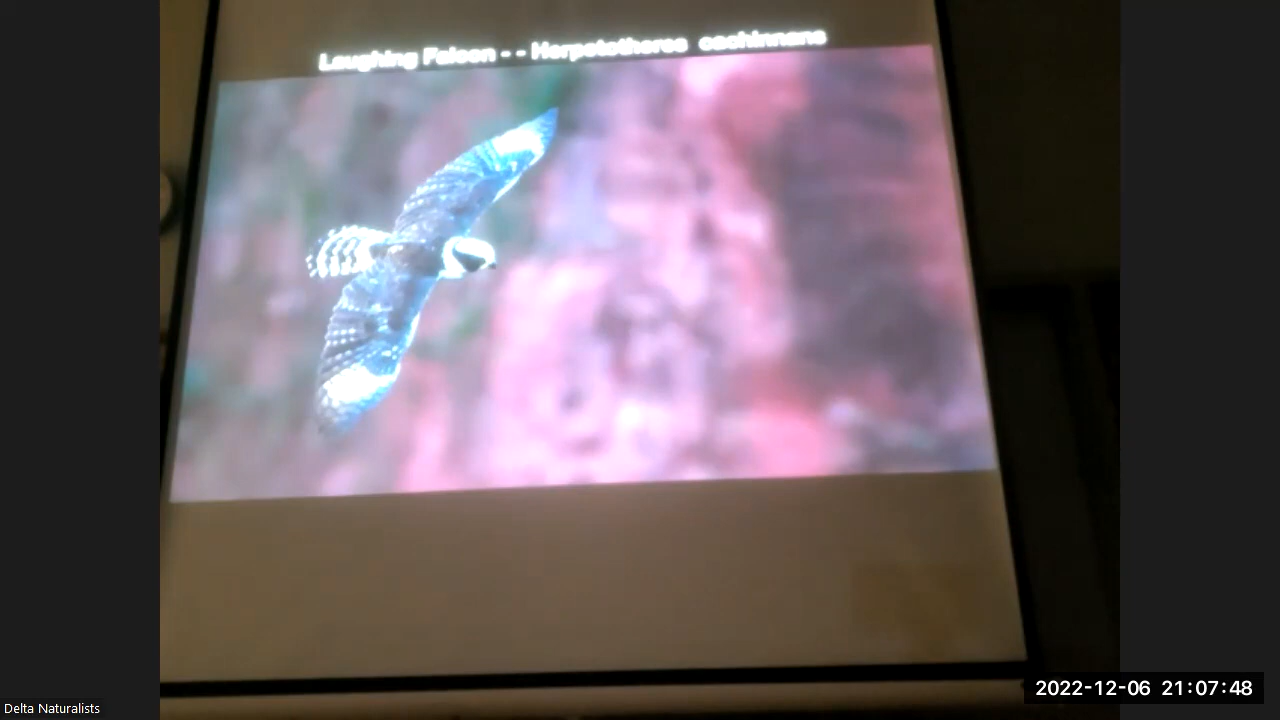 Laughing Falcon - - Herpetotheres cachinnans
Delta Naturalists
2022-12-06 21:07:48